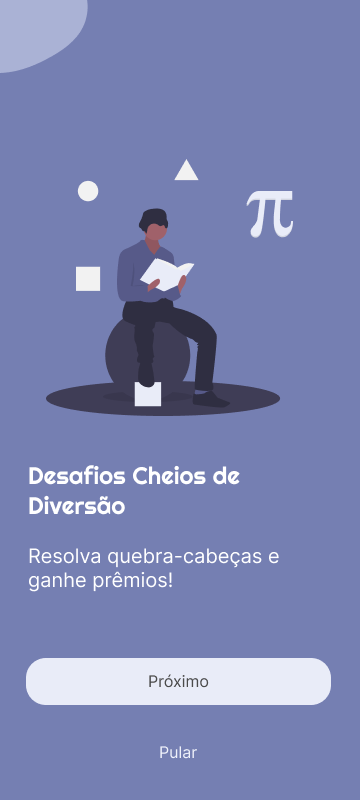 π
Desafios Cheios de
Diversão
Resolva quebra-cabeças e
ganhe prêmios!
Próximo
Pular